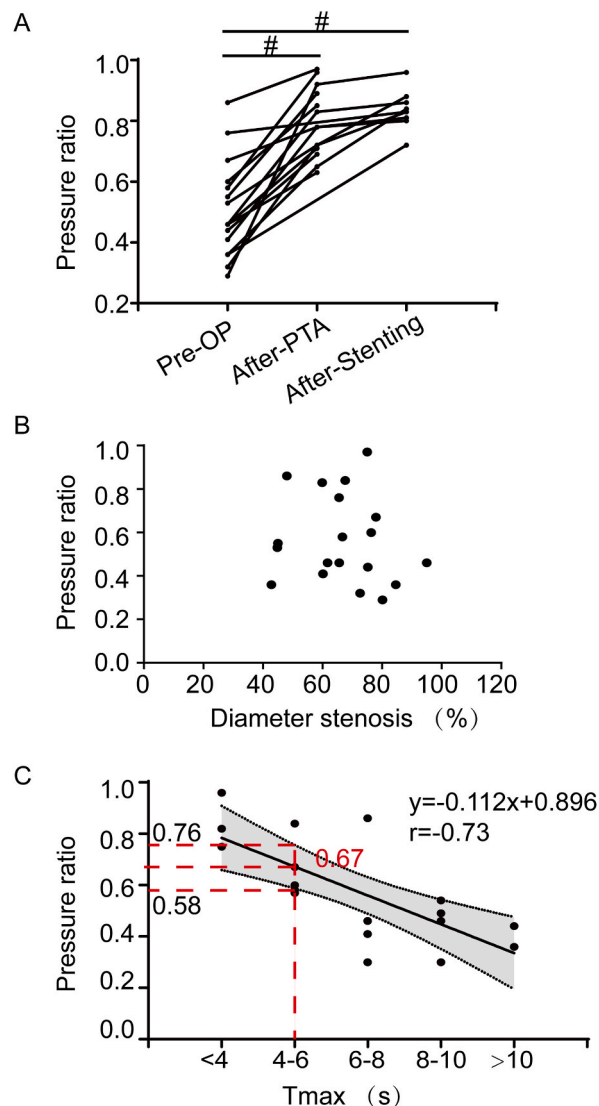 A
#
#
Pressure ratio
1.0
0.8
0.6
0.4
0.2
Pre-OP
After-PTA
After-Stenting
B
Pressure ratio
1.0
0.8
0.6
0.4
0.2
0.0
0 20 40 60 80 100 120
Diameter stenosis （%）
C
Pressure ratio
1.0
0.8
0.6
0.4
0.2
0.0
y=-0.112x+0.896
r=-0.73
0.76
0.67
0.58
<4 4-6 6-8 8-10 >10
Tmax （s）